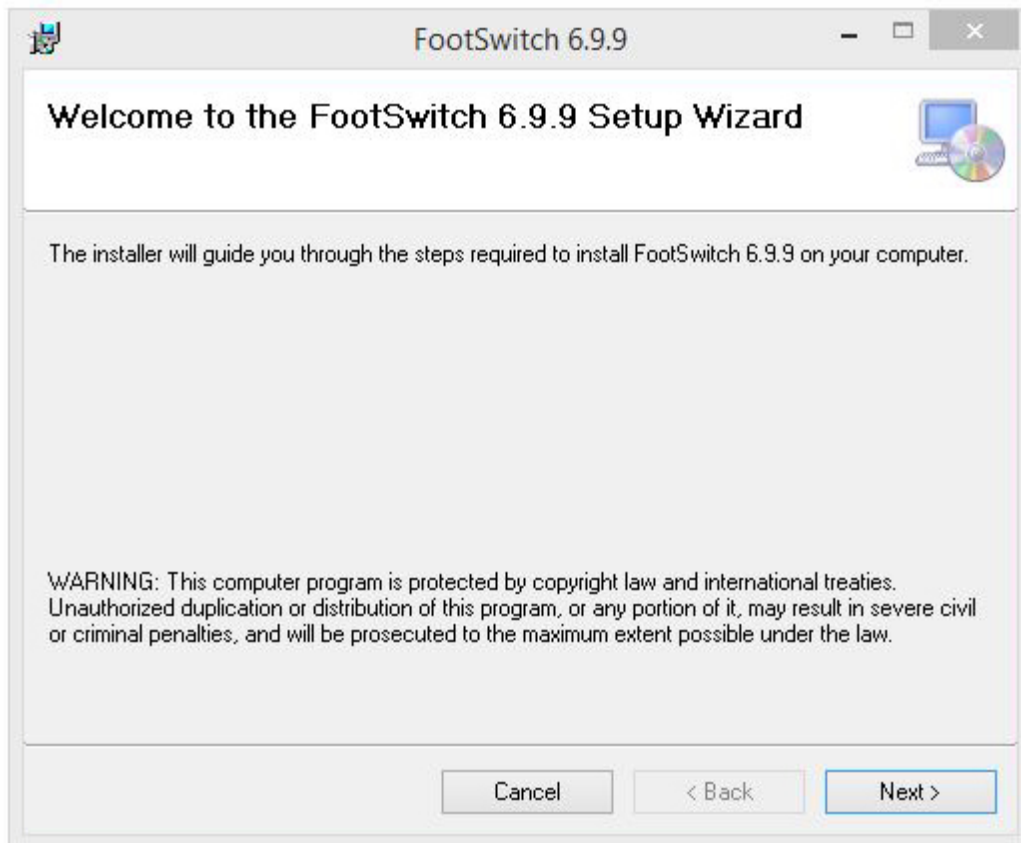 FootSwitch 6.9.9
Welcome to the FootSwitch 6.9.9 Setup Wizard
The installer will guide you through the steps required to install FootSwitch 6.9.9 on your computer.
WARNING: This computer program is protected by copyright law and international treaties.
Unauthorized duplication or distribution of this program, or any portion of it, may result in severe civil
or criminal penalties, and will be prosecuted to the maximum extent possible under the law.
Cancel < Back Next >